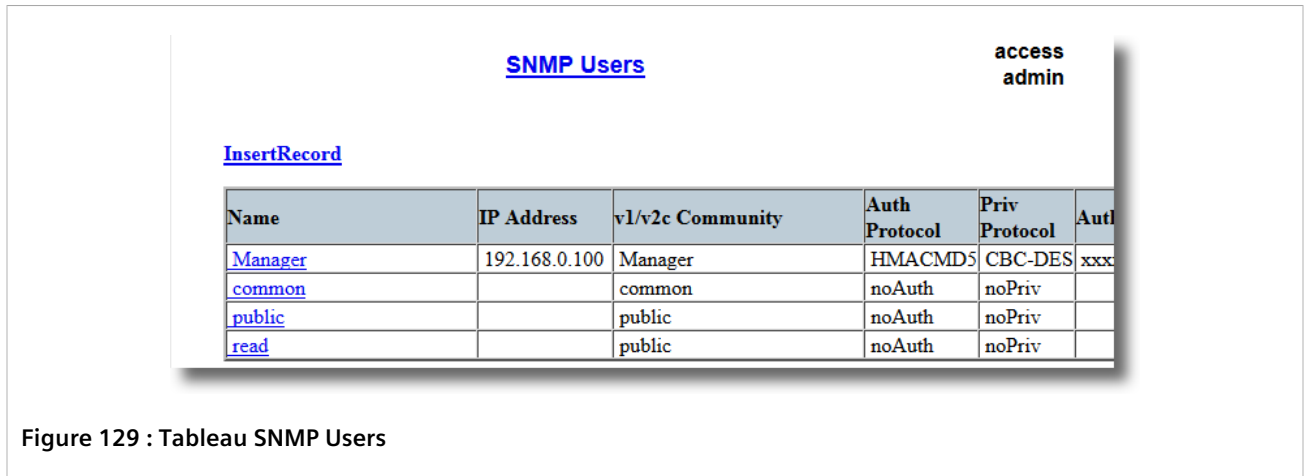 SNMP Users
access
admin
InsertRecord
Name IP Address v1/v2c Community Auth Protocol Priv Protocol
Manager 192.168.0.100 Manager HMACMD5 CBC-DES
common common noAuth noPriv
public public noAuth noPriv
read public noAuth noPriv
Figure 129 : Tableau SNMP Users